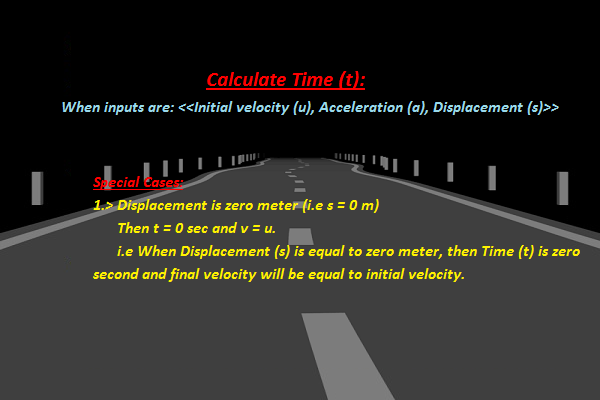 Calculate Time (t):
When inputs are: <<Initial velocity (u), Acceleration (a), Displacement (s)>>
Special Cases:
1.> Displacement is zero meter (i.e s = 0 m)
Then t = 0 sec and v = u.
i.e When Displacement (s) is equal to zero meter, then Time (t) is zero
second and final velocity will be equal to initial velocity.